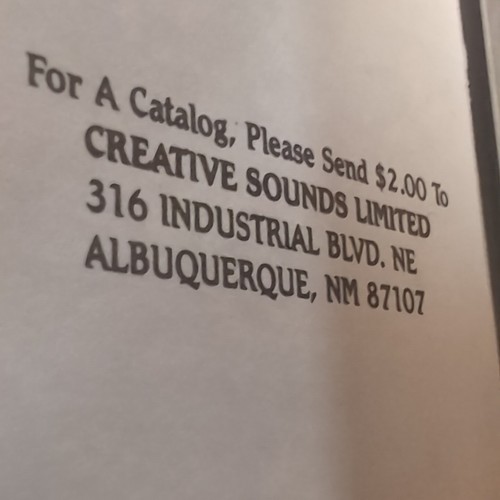 For A Catalog, Please Send $2.00 To
CREATIVE SOUNDS LIMITED
316 INDUSTRIAL BLVD. NE
ALBUQUERQUE, NM 87107